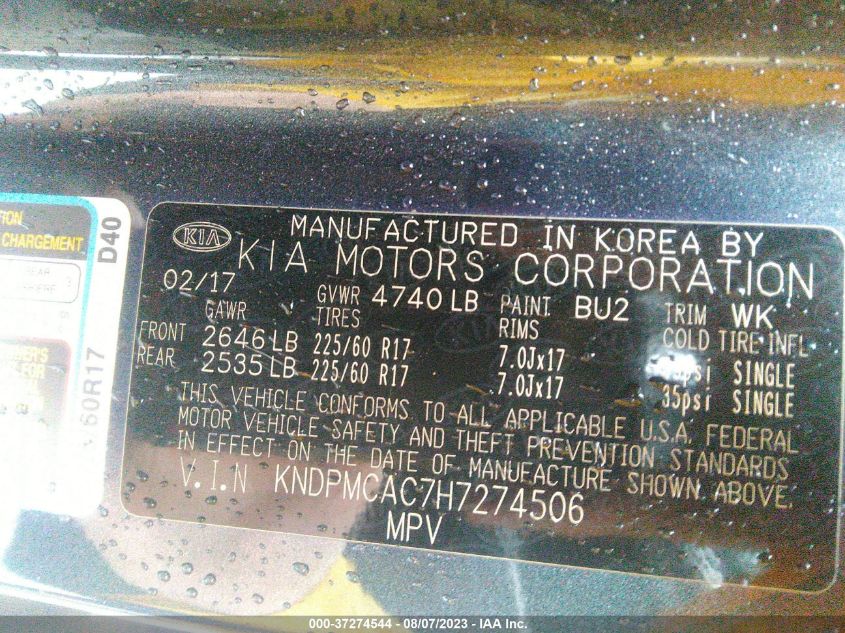 TION
CHARGEMENT
D40
60R17
KIA
MANUFACTURED IN KOREA BY
KIA MOTORS CORPORATION
02/17 GVWR 4740 LB PAINT BU2 TRIM WK
GAWR TIRES RIMS COLD TIRE INFL
FRONT 2646 LB 225/60 R17 7.0Jx17 psi SINGLE
REAR 2535 LB 225/60 R17 7.0Jx17 35psi SINGLE
THIS VEHICLE CONFORMS TO ALL APPLICABLE U.S.A. FEDERAL
MOTOR VEHICLE SAFETY AND THEFT PREVENTION STANDARDS
IN EFFECT ON THE DATE OF MANUFACTURE SHOWN ABOVE.
V.I.N KNDPMCAC7H7274506
MPV
000-37274544 - 08/07/2023 - IAA Inc.